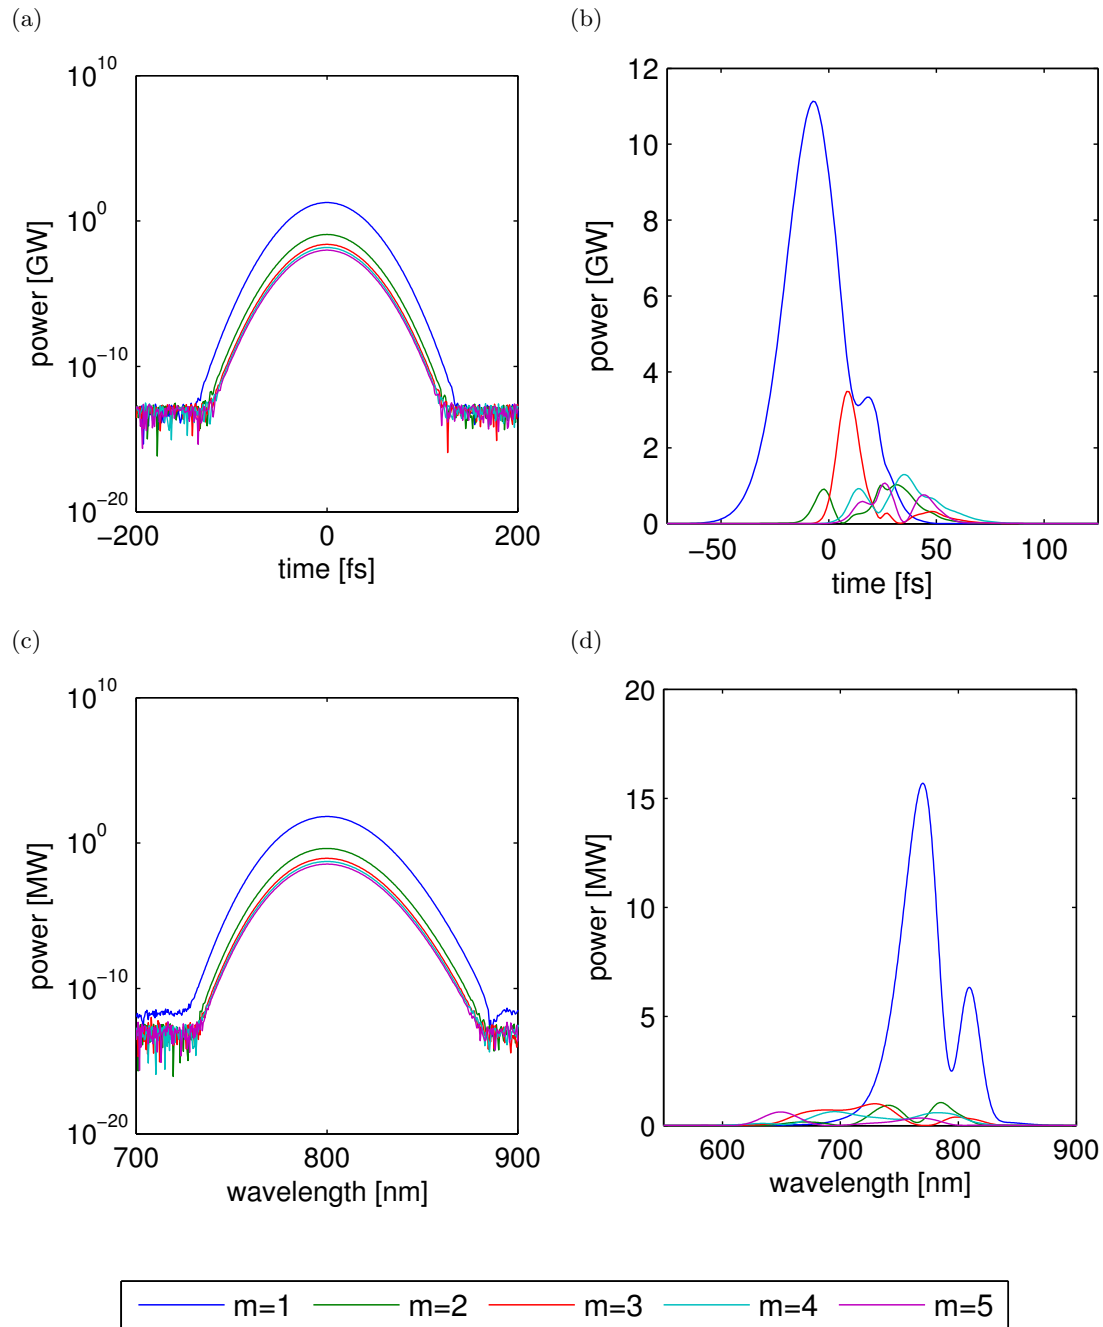 (a)
(b)
10^10
10^0
10^−10
10^−20
power [GW]
−200
0
200
time [fs]
12
10
8
6
4
2
0
power [GW]
−50
0
50
100
time [fs]
(c)
(d)
10^10
10^0
10^−10
10^−20
power [MW]
700
800
900
wavelength [nm]
20
15
10
5
0
power [MW]
600
700
800
900
wavelength [nm]
m=1 m=2 m=3 m=4 m=5